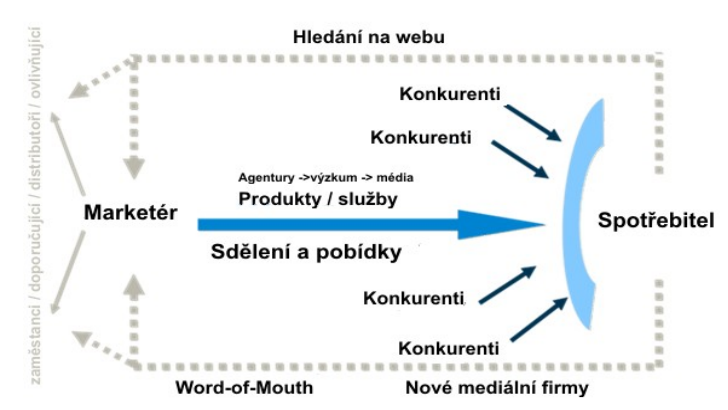 Hledání na webu
Konkurenti
Konkurenti
Agentury ->výzkum -> média
Produkty / služby
Marketér
Spotřebitel
Sdělení a pobídky
Konkurenti
Konkurenti
Word-of-Mouth
Nové mediální firmy
zaměstanci / doporučující / distributoři / ovlivňující